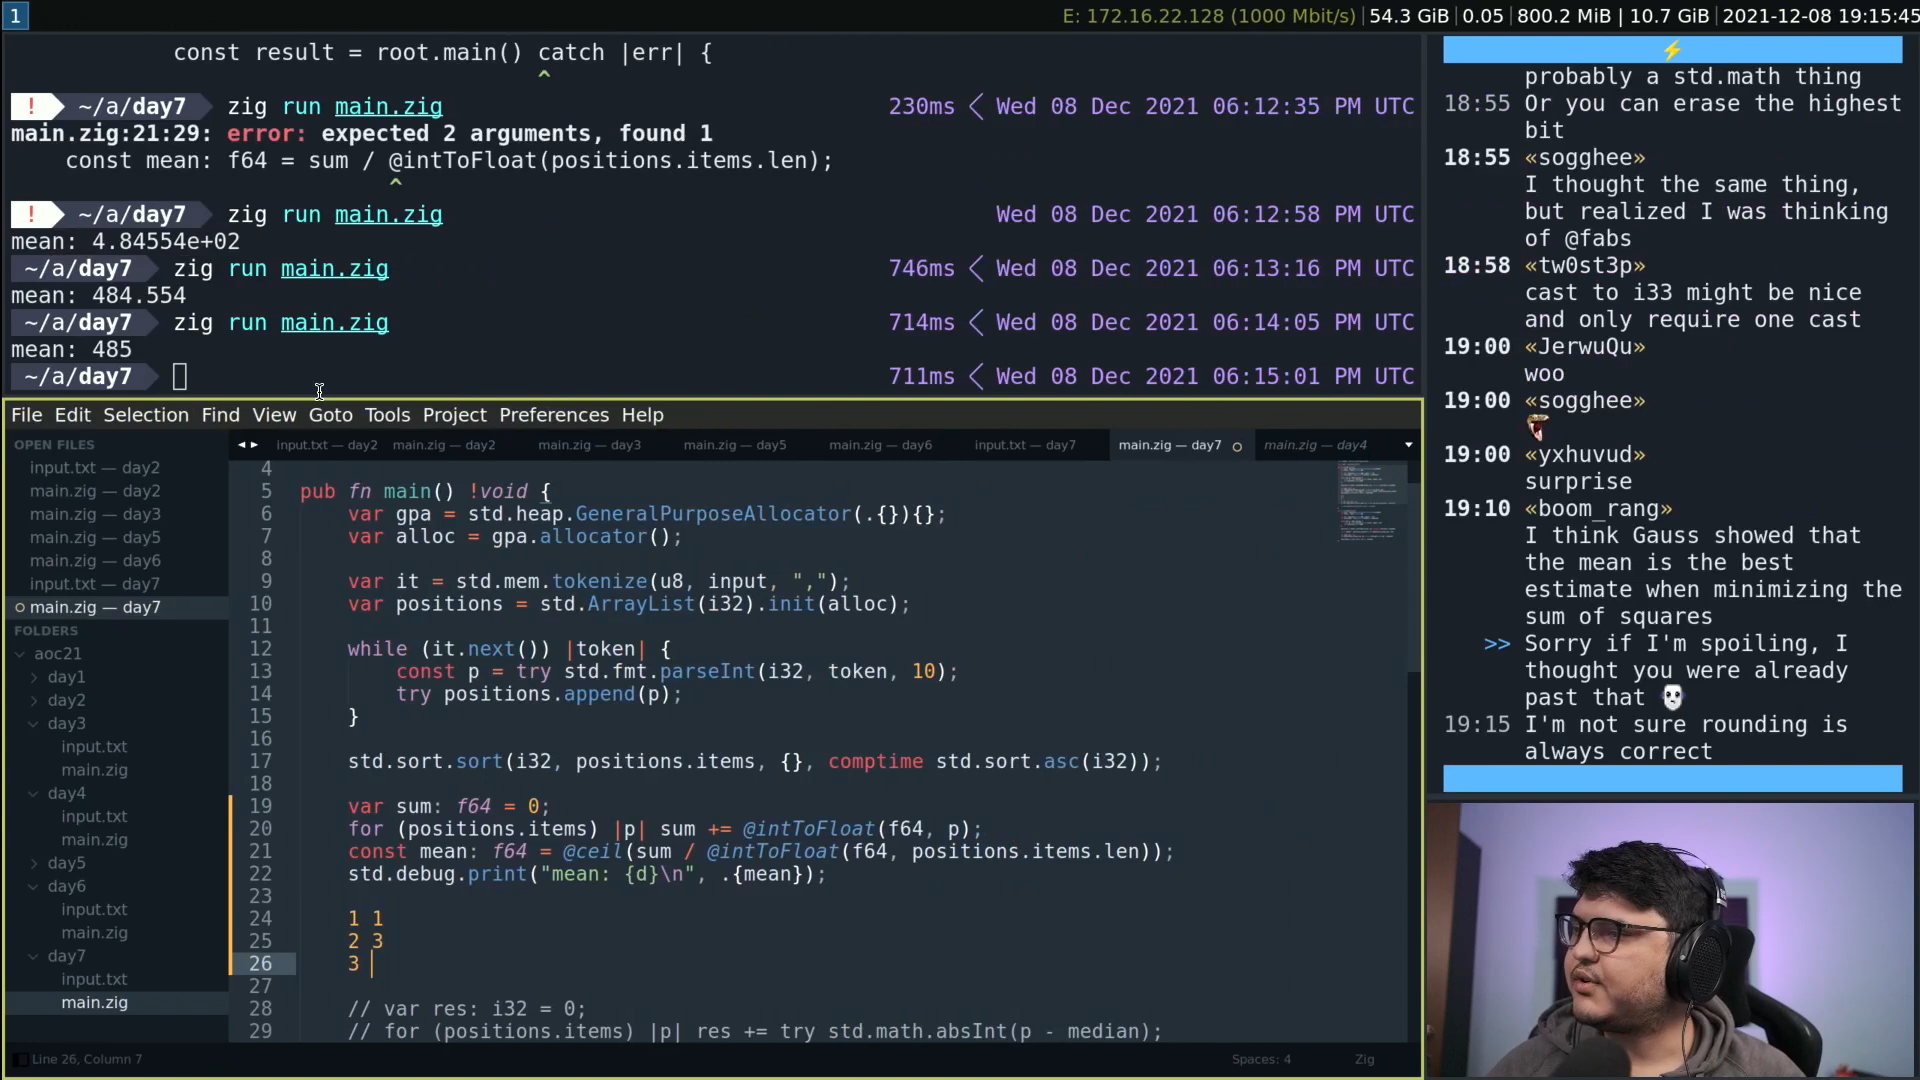 1
E: 172.16.22.128 (1000 Mbit/s) | 54.3 GiB | 0.05 | 800.2 MiB | 10.7 GiB | 2021-12-08 19:15:45
const result = root.main() catch |err| {
^
! ~/a/day7 zig run main.zig 230ms < Wed 08 Dec 2021 06:12:35 PM UTC
main.zig:21:29: error: expected 2 arguments, found 1
const mean: f64 = sum / @intToFloat(positions.items.len);
^
! ~/a/day7 zig run main.zig Wed 08 Dec 2021 06:12:58 PM UTC
mean: 4.84554e+02
~/a/day7 zig run main.zig 746ms < Wed 08 Dec 2021 06:13:16 PM UTC
mean: 484.554
~/a/day7 zig run main.zig 714ms < Wed 08 Dec 2021 06:14:05 PM UTC
mean: 485
~/a/day7 711ms < Wed 08 Dec 2021 06:15:01 PM UTC
File Edit Selection Find View Goto Tools Project Preferences Help
OPEN FILES
input.txt — day2
main.zig — day2
main.zig — day3
main.zig — day5
main.zig — day6
input.txt — day7
main.zig — day7
FOLDERS
aoc21
day1
day2
day3
input.txt
main.zig
day4
input.txt
main.zig
day5
day6
input.txt
main.zig
day7
input.txt
main.zig
input.txt — day2 main.zig — day2 main.zig — day3 main.zig — day5 main.zig — day6 input.txt — day7 main.zig — day7 main.zig — day4
4
5 pub fn main() !void {
6 var gpa = std.heap.GeneralPurposeAllocator(.{}){};
7 var alloc = gpa.allocator();
8
9 var it = std.mem.tokenize(u8, input, ",");
10 var positions = std.ArrayList(i32).init(alloc);
11
12 while (it.next()) |token| {
13 const p = try std.fmt.parseInt(i32, token, 10);
14 try positions.append(p);
15 }
16
17 std.sort.sort(i32, positions.items, {}, comptime std.sort.asc(i32));
18
19 var sum: f64 = 0;
20 for (positions.items) |p| sum += @intToFloat(f64, p);
21 const mean: f64 = @ceil(sum / @intToFloat(f64, positions.items.len));
22 std.debug.print("mean: {d}\n", .{mean});
23
24 1 1
25 2 3
26 3
27
28 // var res: i32 = 0;
29 // for (positions.items) |p| res += try std.math.absInt(p - median);
Line 26, Column 7
Spaces: 4 Zig
probably a std.math thing
18:55 Or you can erase the highest
bit
18:55 «sogghee»
I thought the same thing,
but realized I was thinking
of @fabs
18:58 «tw0st3p»
cast to i33 might be nice
and only require one cast
19:00 «JerwuQu»
woo
19:00 «sogghee»
19:00 «yxhuvud»
surprise
19:10 «boom_rang»
I think Gauss showed that
the mean is the best
estimate when minimizing the
sum of squares
>> Sorry if I'm spoiling, I
thought you were already
past that
19:15 I'm not sure rounding is
always correct